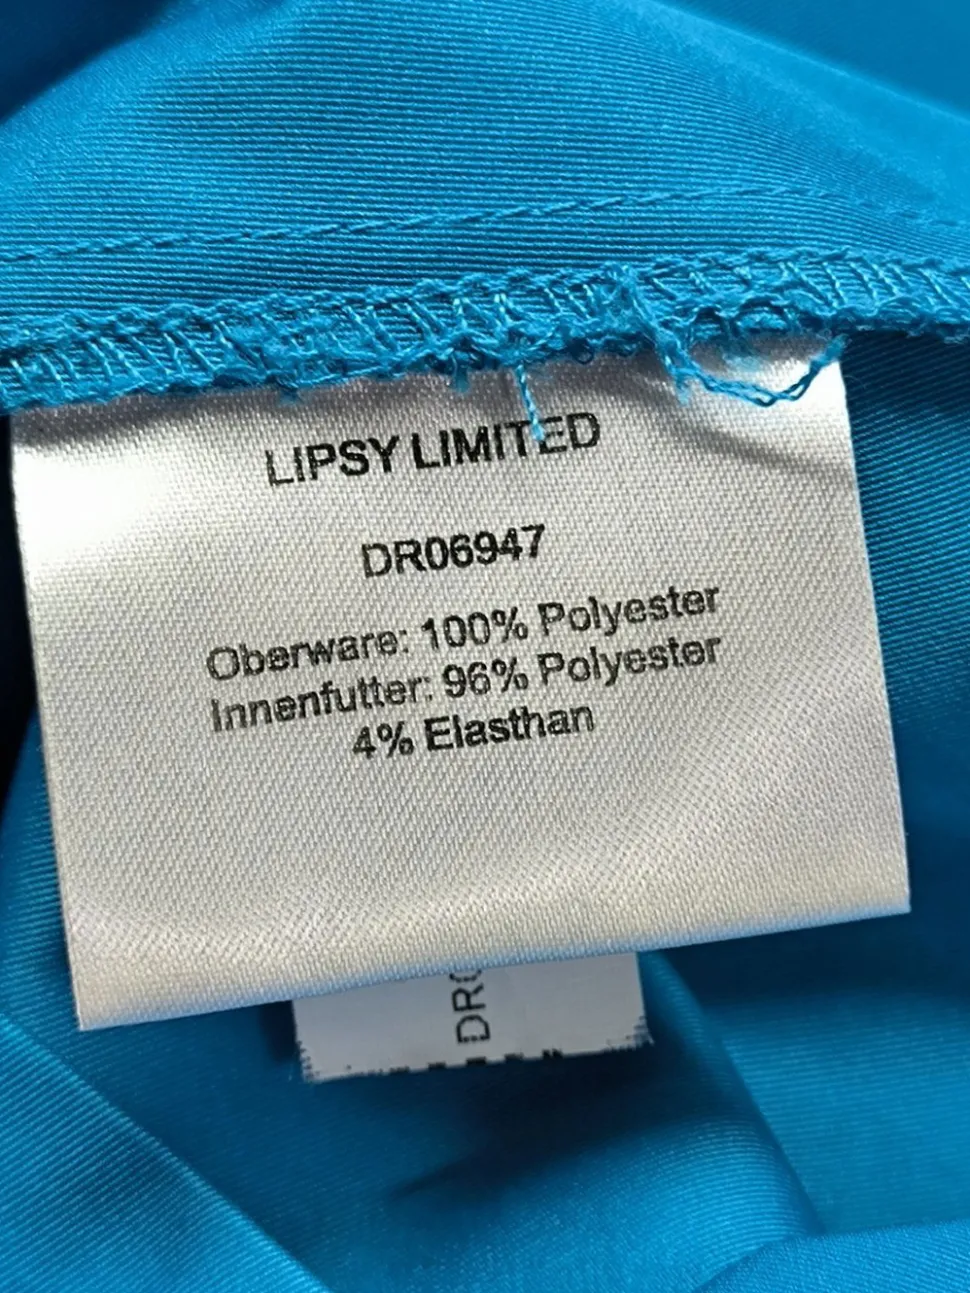 LIPSY LIMITED
DR06947
Oberware: 100% Polyester
Innenfutter: 96% Polyester
4% Elasthan